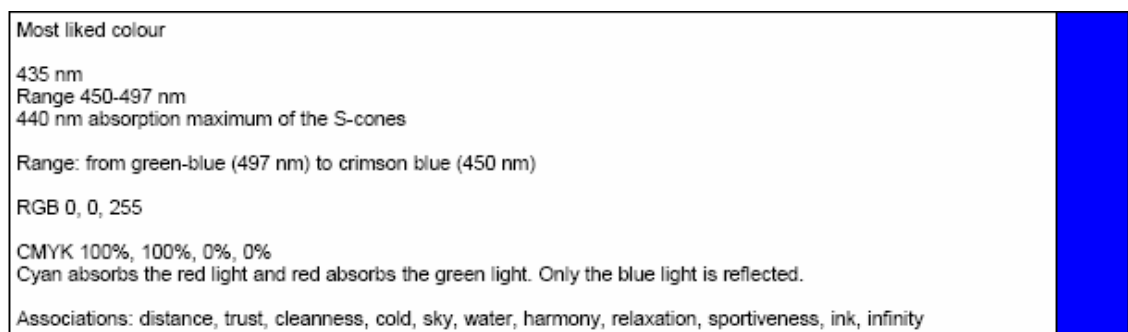 Most liked colour
435 nm
Range 450-497 nm
440 nm absorption maximum of the S-cones
Range: from green-blue (497 nm) to crimson blue (450 nm)
RGB 0, 0, 255
CMYK 100%, 100%, 0%, 0%
Cyan absorbs the red light and red absorbs the green light. Only the blue light is reflected.
Associations: distance, trust, cleanness, cold, sky, water, harmony, relaxation, sportiveness, ink, infinity